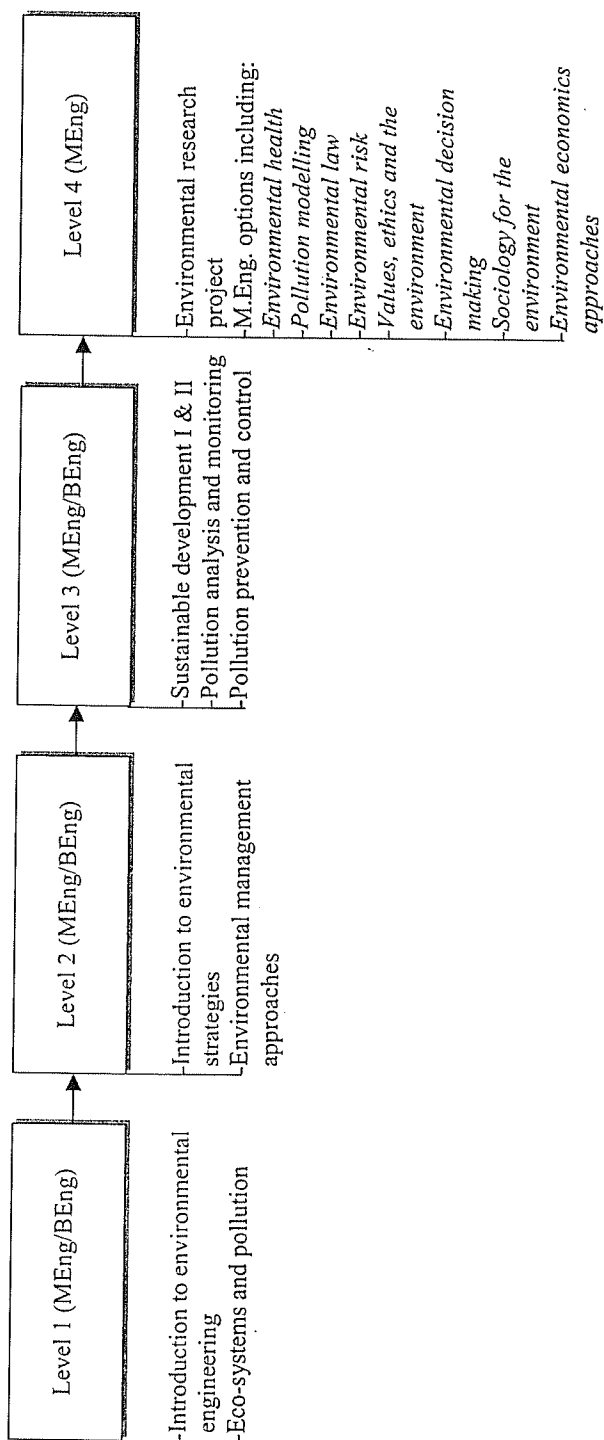 Level 1 (MEng/BEng)
-Introduction to environmental
engineering
-Eco-systems and pollution
Level 2 (MEng/BEng)
-Introduction to environmental
strategies
-Environmental management
approaches
Level 3 (MEng/BEng)
-Sustainable development I & II
-Pollution analysis and monitoring
-Pollution prevention and control
Level 4 (MEng)
-Environmental research
project
-M.Eng. options including:
-Environmental health
-Pollution modelling
-Environmental law
-Environmental risk
-Values, ethics and the
environment
-Environmental decision
making
-Sociology for the
environment
-Environmental economics
approaches